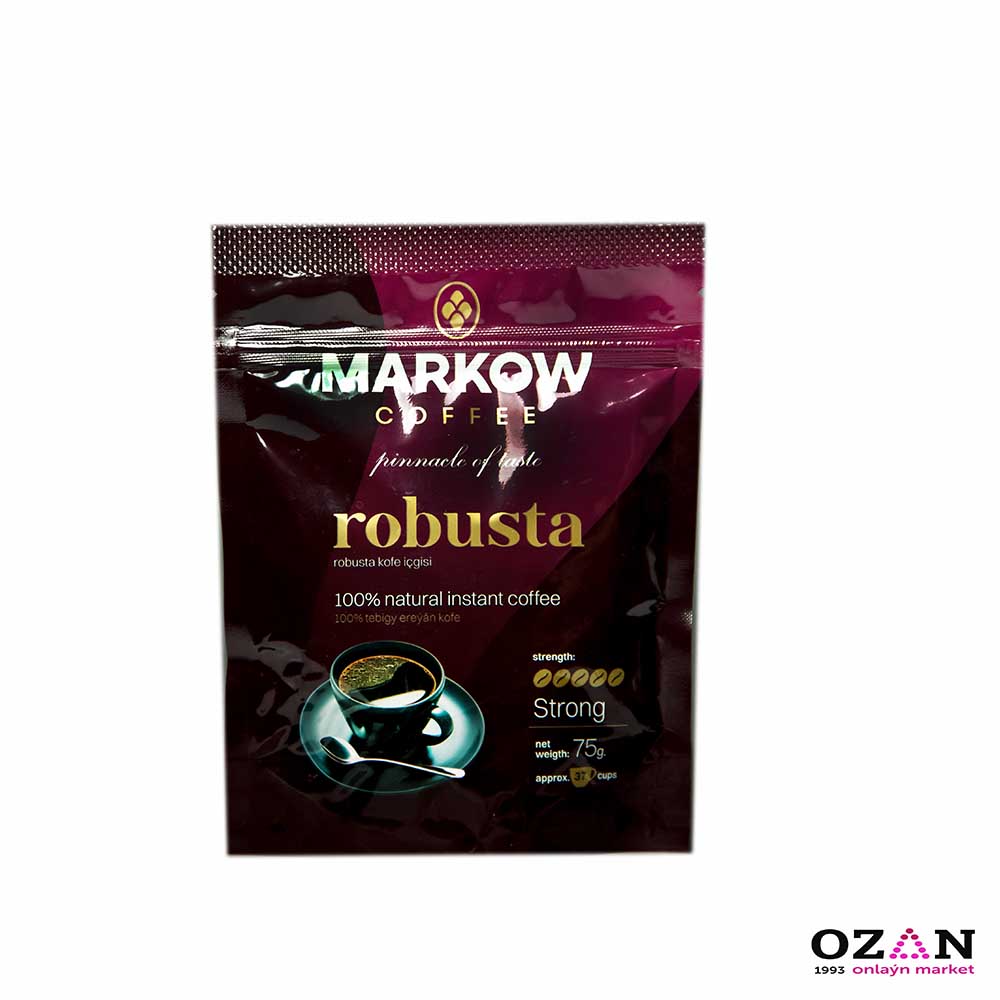 MARKOW
COFFEE
pinnacle of taste
robusta
robusta kofe içgisi
100% natural instant coffee
100% tebigy ereýän kofe
strength:
Strong
net
weigth: 75g.
approx. 37 cups
OZAN
1993 onlaýn market